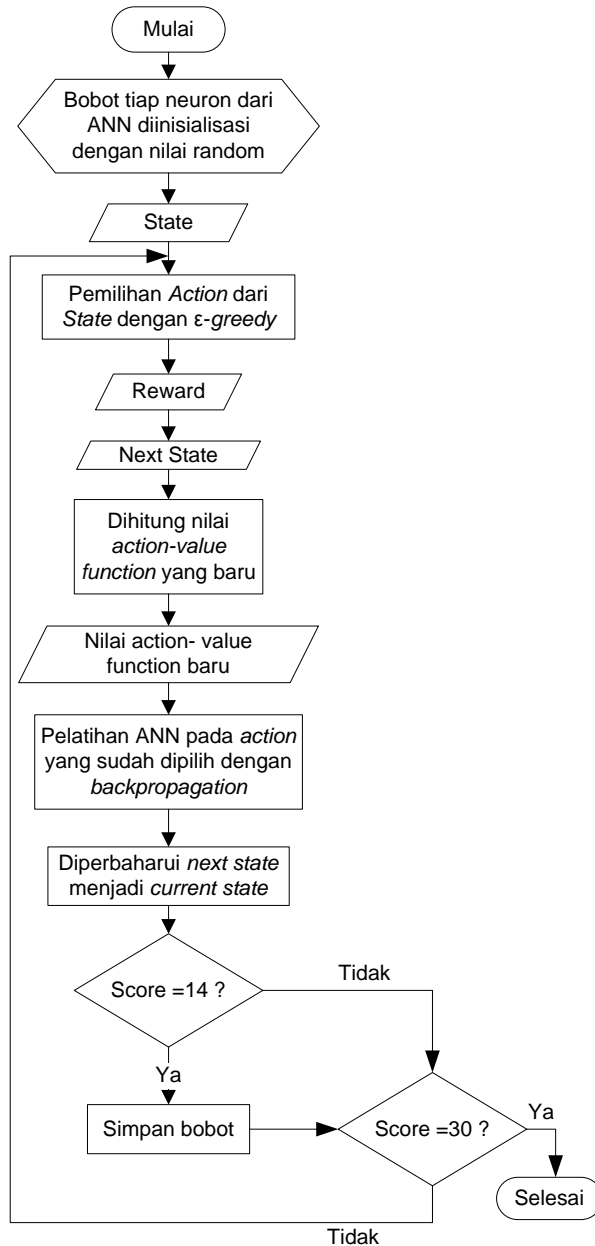 Mulai
Bobot tiap neuron dari
ANN diinisialisasi
dengan nilai random
State
Pemilihan Action dari
State dengan ε-greedy
Reward
Next State
Dihitung nilai
action-value
function yang baru
Nilai action- value
function baru
Pelatihan ANN pada action
yang sudah dipilih dengan
backpropagation
Diperbaharui next state
menjadi current state
Score =14 ?
Tidak
Ya
Simpan bobot
Score =30 ?
Ya
Selesai
Tidak